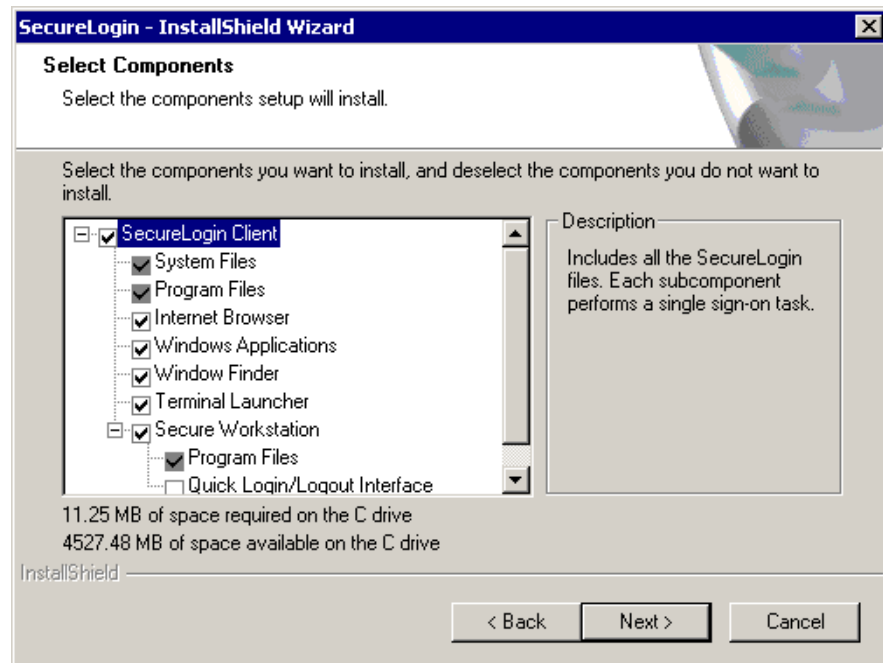 SecureLogin - InstallShield Wizard
Select Components
Select the components setup will install.
Select the components you want to install, and deselect the components you do not want to
install.
SecureLogin Client
System Files
Program Files
Internet Browser
Windows Applications
Window Finder
Terminal Launcher
Secure Workstation
Program Files
Quick Login/Logout Interface
Description
Includes all the SecureLogin
files. Each subcomponent
performs a single sign-on task.
11.25 MB of space required on the C drive
4527.48 MB of space available on the C drive
InstallShield
< Back
Next >
Cancel